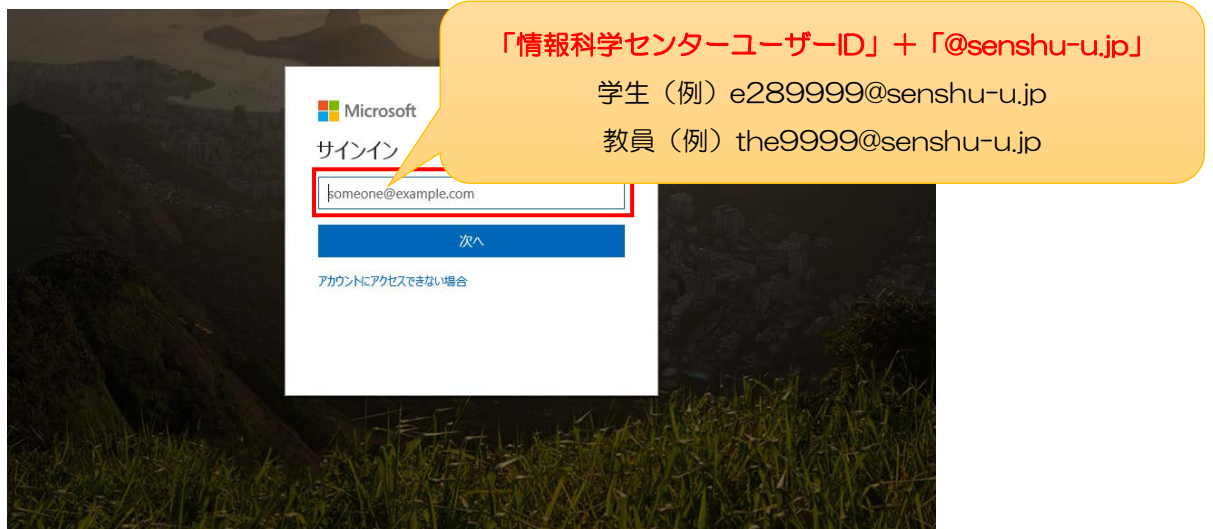 「情報科学センターユーザーID」+「@senshu-u.jp」
学生（例）e289999@senshu-u.jp
教員（例）the9999@senshu-u.jp
Microsoft
サインイン
someone@example.com
次へ
アカウントにアクセスできない場合